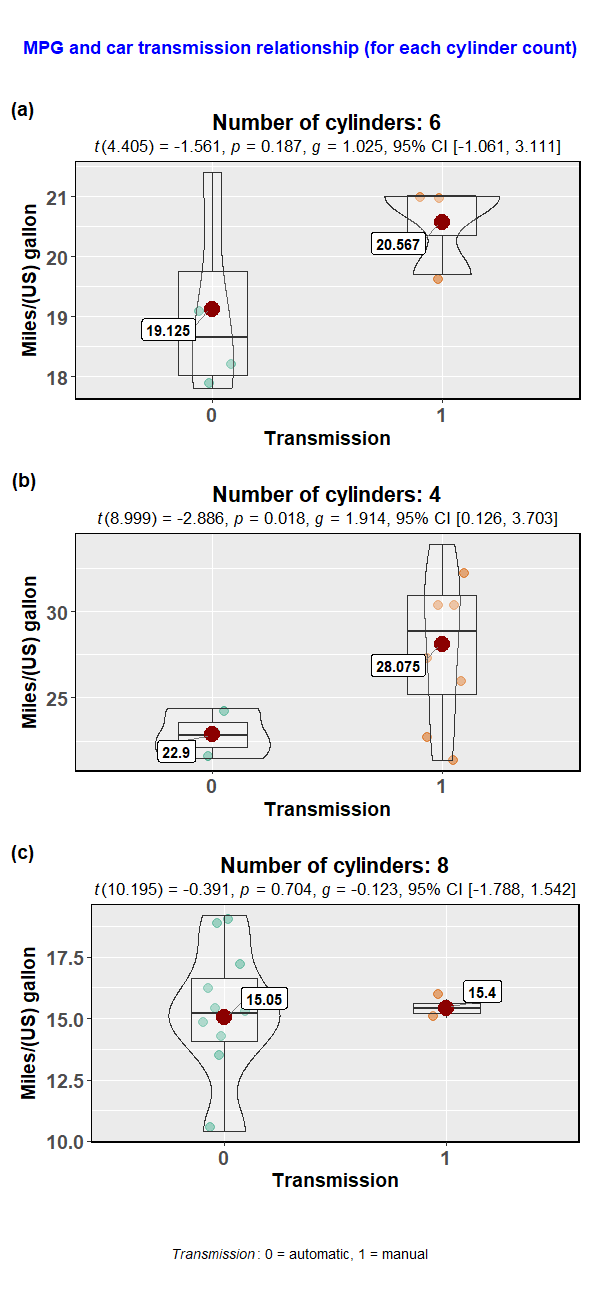 MPG and car transmission relationship (for each cylinder count)
(a)
Number of cylinders: 6
t(4.405) = -1.561, p = 0.187, g = 1.025, 95% CI [-1.061, 3.111]
Miles/(US) gallon
21
20
19
18
19.125
20.567
0 1
Transmission
(b)
Number of cylinders: 4
t(8.999) = -2.886, p = 0.018, g = 1.914, 95% CI [0.126, 3.703]
Miles/(US) gallon
30
25
28.075
22.9
0 1
Transmission
(c)
Number of cylinders: 8
t(10.195) = -0.391, p = 0.704, g = -0.123, 95% CI [-1.788, 1.542]
Miles/(US) gallon
17.5
15.0
12.5
10.0
15.05
15.4
0 1
Transmission
Transmission: 0 = automatic, 1 = manual